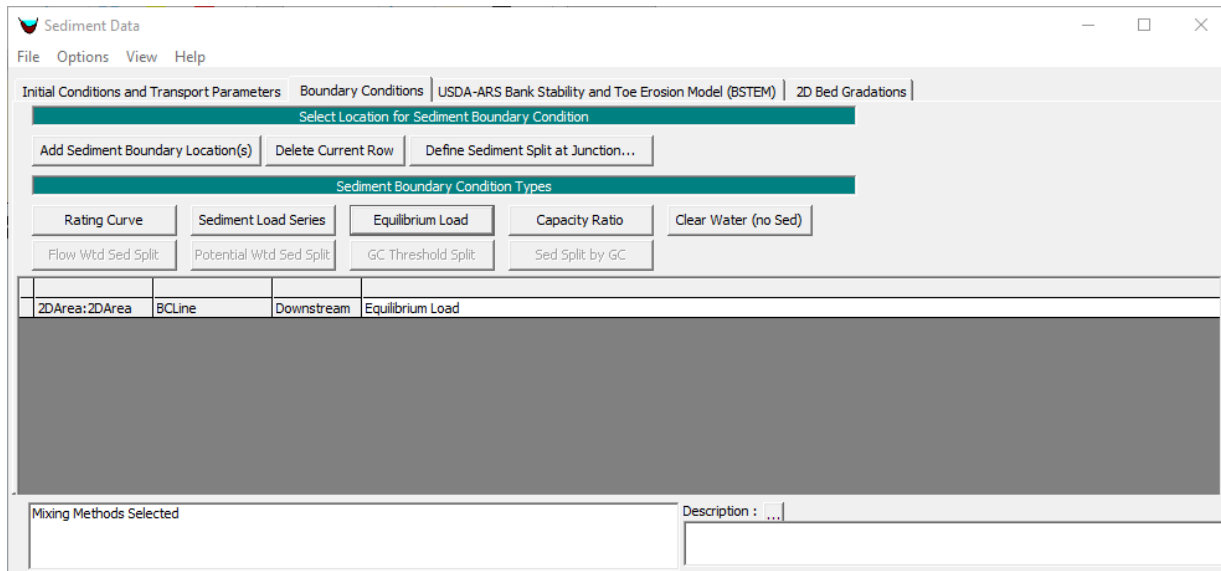 Sediment Data
File Options View Help
Initial Conditions and Transport Parameters Boundary Conditions USDA-ARS Bank Stability and Toe Erosion Model (BSTEM) 2D Bed Gradations
Select Location for Sediment Boundary Condition
Add Sediment Boundary Location(s) Delete Current Row Define Sediment Split at Junction...
Sediment Boundary Condition Types
Rating Curve Sediment Load Series Equilibrium Load Capacity Ratio Clear Water (no Sed)
Flow Wtd Sed Split Potential Wtd Sed Split GC Threshold Split Sed Split by GC
2DArea:2DArea BCLine Downstream Equilibrium Load
Mixing Methods Selected Description : ...